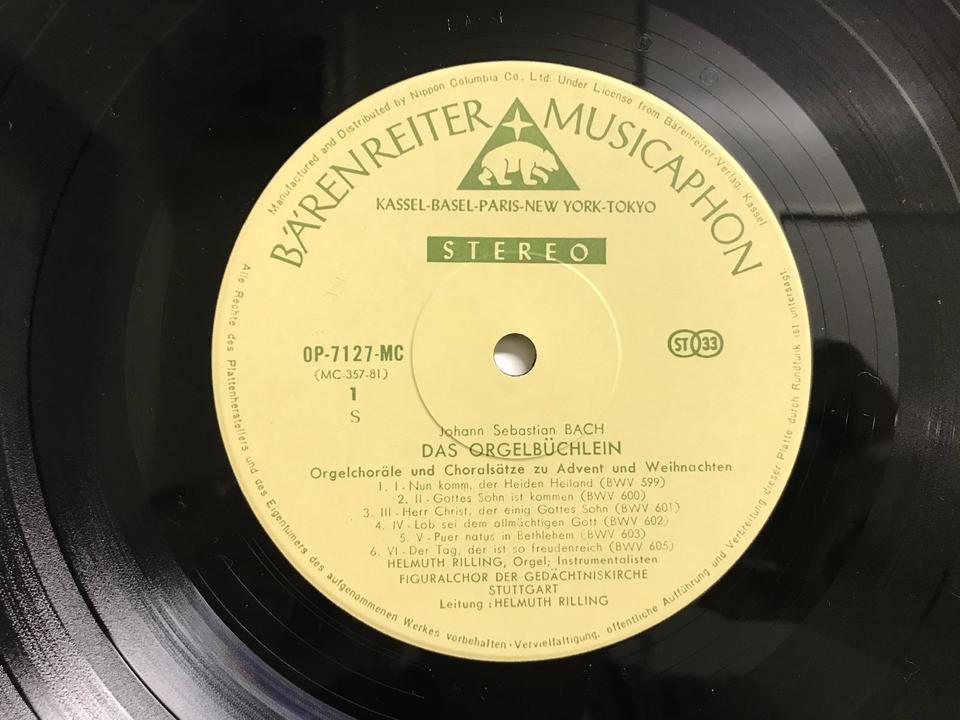 Manufactured and Distributed by Nippon Columbia Co., Ltd. Under License from Bärenreiter-Verlag, Kassel
BÄRENREITER MUSICAPHON
KASSEL-BASEL-PARIS-NEW YORK-TOKYO
STEREO
OP-7127-MC
(MC-357-81)
1
S
ST 33
Johann Sebastian BACH
DAS ORGELBÜCHLEIN
Orgelchoräle und Choralsätze zu Advent und Weihnachten
1. I-Nun komm, der Heiden Heiland (BWV 599)
2. II-Gottes Sohn ist kommen (BWV 600)
3. III-Herr Christ, der einig Gottes Sohn (BWV 601)
4. IV-Lob sei dem allmächtigen Gott (BWV 602)
5. V-Puer natus in Bethlehem (BWV 603)
6. VI-Der Tag, der ist so freudenreich (BWV 605)
HELMUTH RILLING, Orgel; Instrumentalisten
FIGURALCHOR DER GEDÄCHTNISKIRCHE
STUTTGART
Leitung: HELMUTH RILLING
Alle Rechte des Plattenherstellers und des Eigentümers des aufgenommenen Werkes vorbehalten-Vervielfältigung, öffentliche Aufführung und Verbreitung dieser Platte durch Rundfunk ist untersagt.